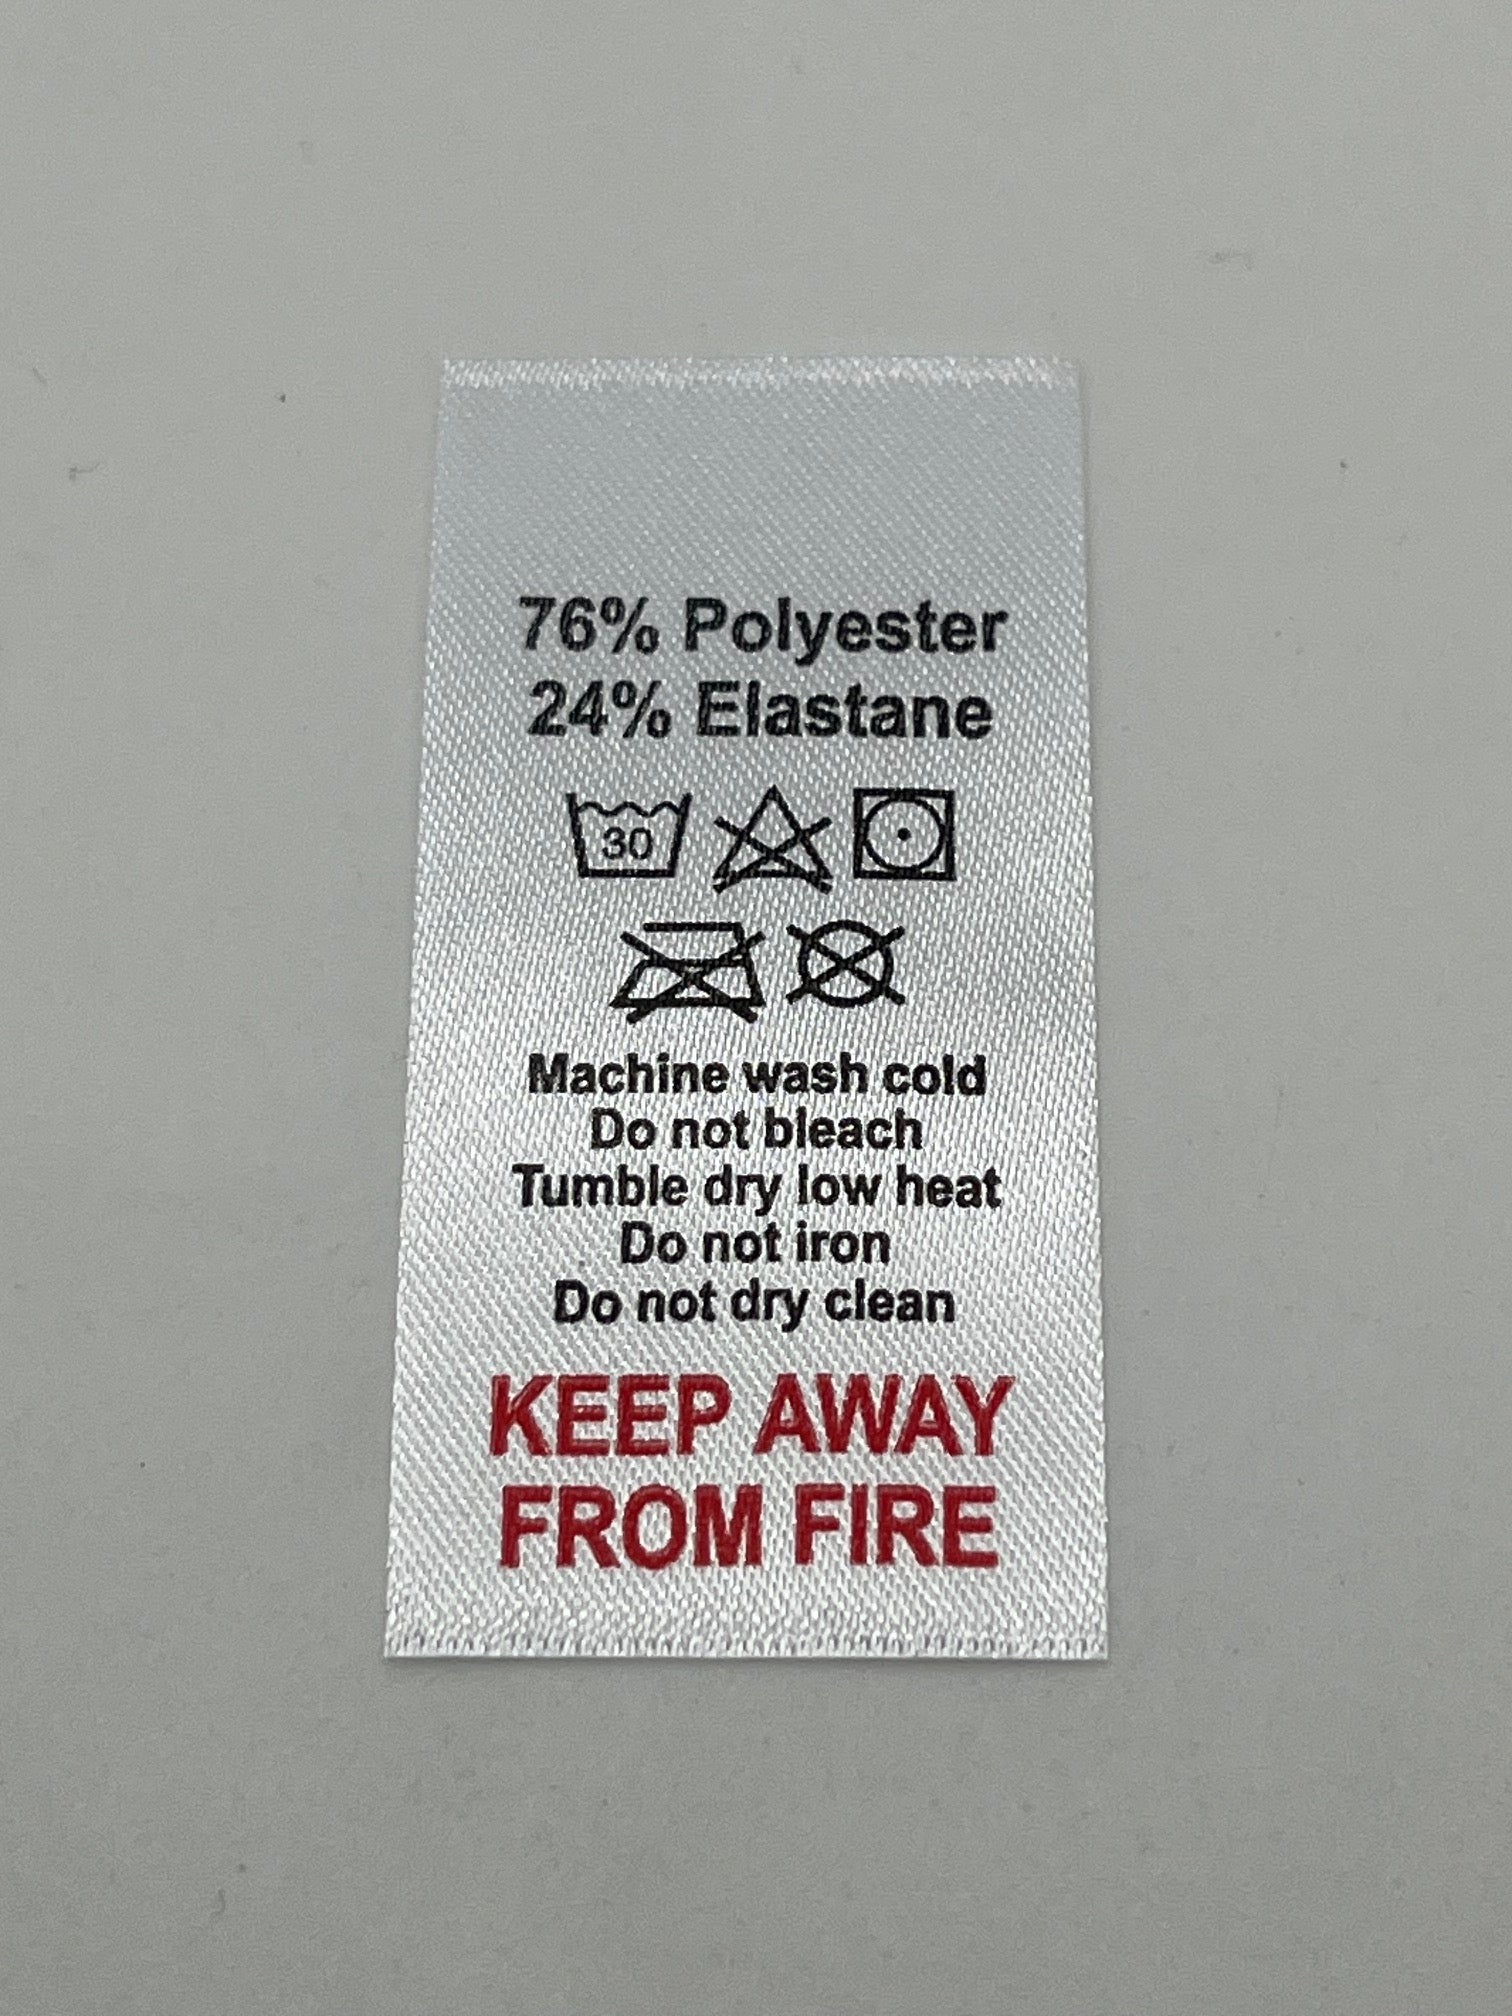 76% Polyester
24% Elastane
30
Machine wash cold
Do not bleach
Tumble dry low heat
Do not iron
Do not dry clean
KEEP AWAY
FROM FIRE